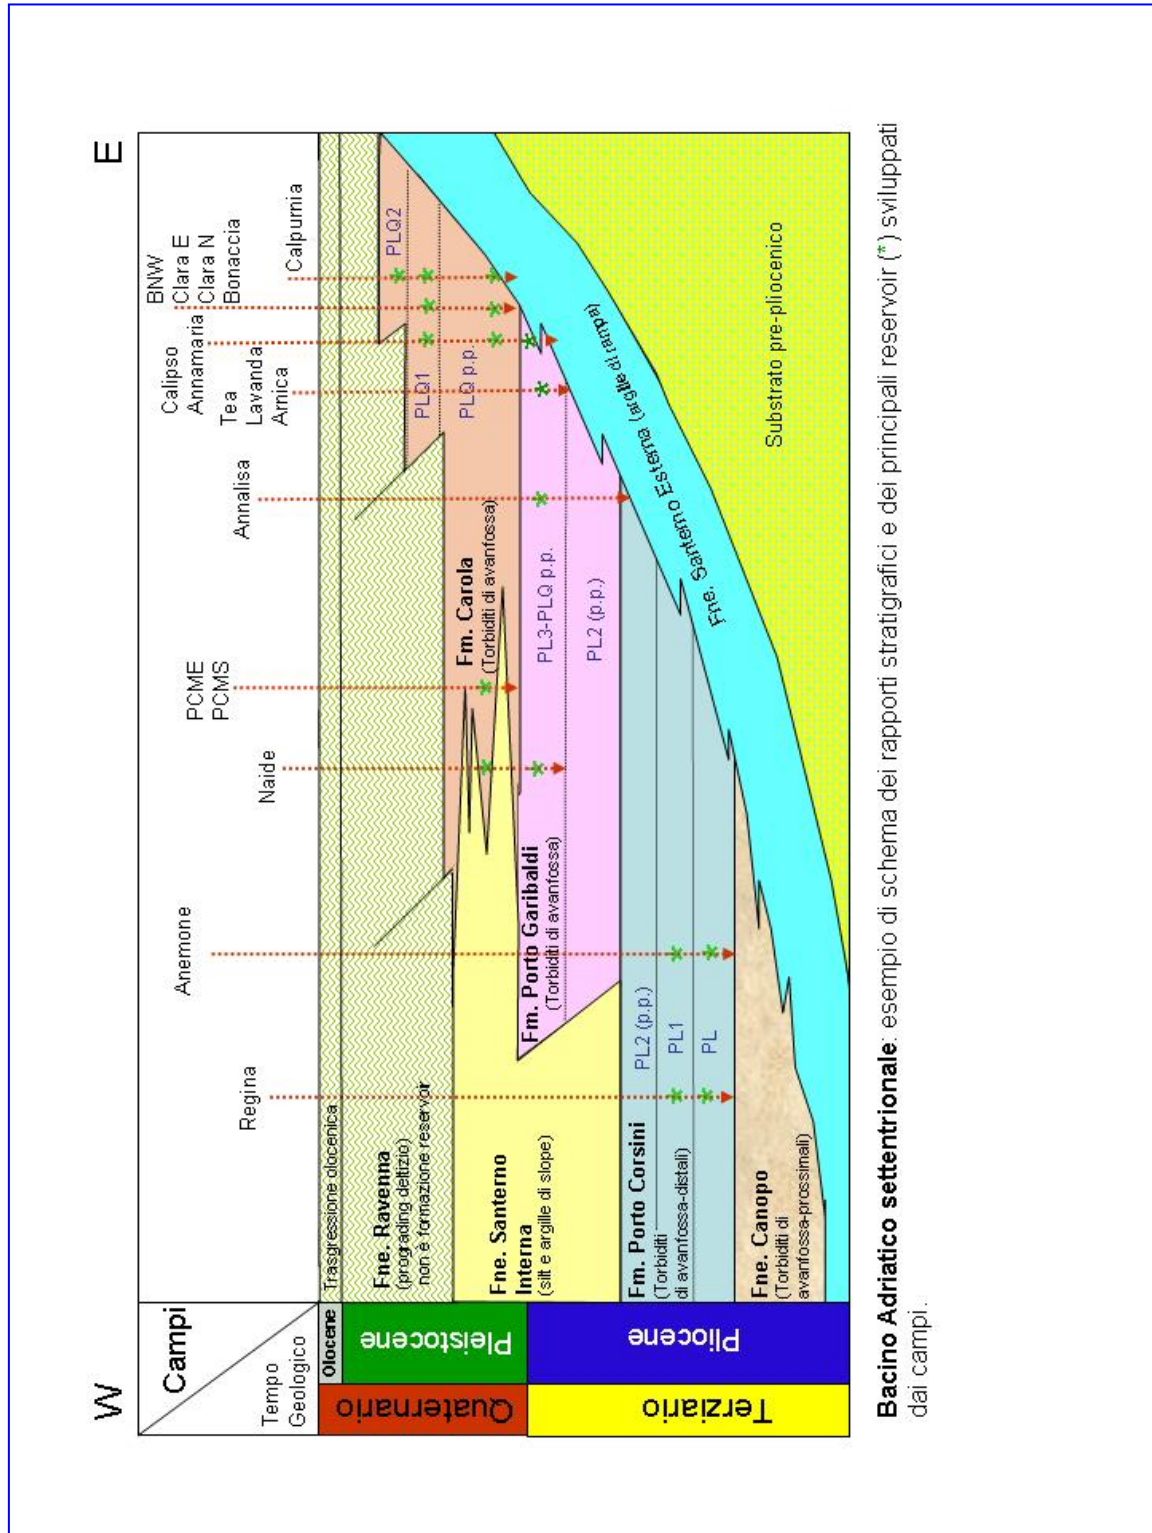 W
E
Campi
Tempo
Geologico
Regina
Anemone
Naide
PCME
PCMS
Annalisa
Tea
Lavanda
Arnica
Calipso
Annamaria
BNW
Clara E
Clara N
Bonaccia
Calpurnia
Quaternario
Terziario
Olocene
Pleistocene
Pliocene
Trasgressione olocenica
Fne. Ravenna
(prograding deltizio)
non è formazione reservoir
Fne. Santerno
Interna
(silt e argille di slope)
Fm. Porto Corsini
(Torbiditi
di avanfossa-distali)
Fne. Canopo
(Torbiditi di
avanfossa-prossimali)
PL2 (p.p.)
PL1
PL
Fm. Porto Garibaldi
(Torbiditi di avanfossa)
PL3-PLQ p.p.
PL2 (p.p.)
Fm. Carola
(Torbiditi di avanfossa)
PLQ2
PLQ1
PLQ p.p.
Fne. Santerno Esterna (argille di rampa)
Substrato pre-pliocenico
Bacino Adriatico settentrionale: esempio di schema dei rapporti stratigrafici e dei principali reservoir (*) sviluppati
dai campi.